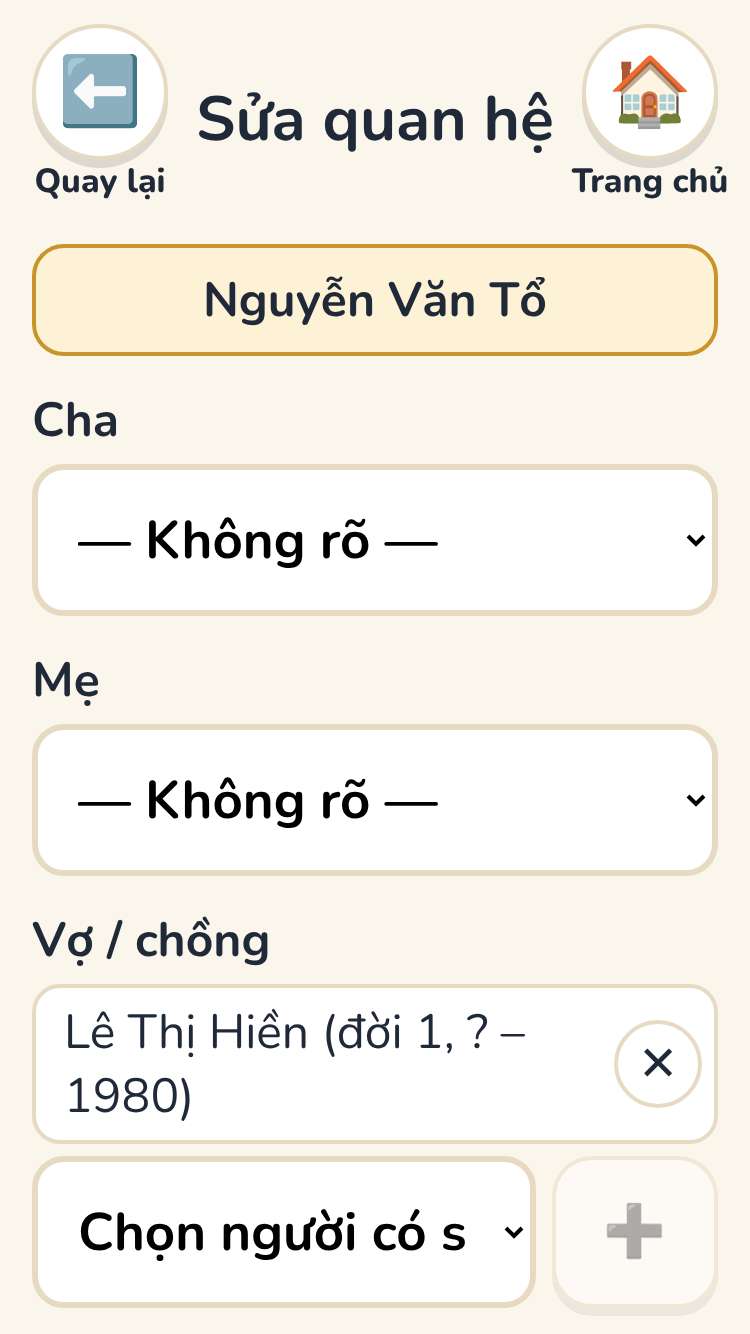 Sửa quan hệ
Quay lại
Trang chủ
Nguyễn Văn Tổ
Cha
— Không rõ —
Mẹ
— Không rõ —
Vợ / chồng
Lê Thị Hiền (đời 1, ? –
1980)
Chọn người có s